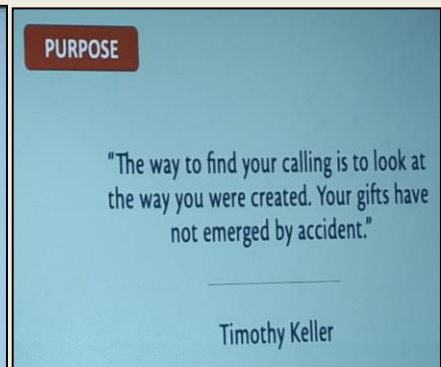 PURPOSE
"The way to find your calling is to look at
the way you were created. Your gifts have
not emerged by accident."
Timothy Keller